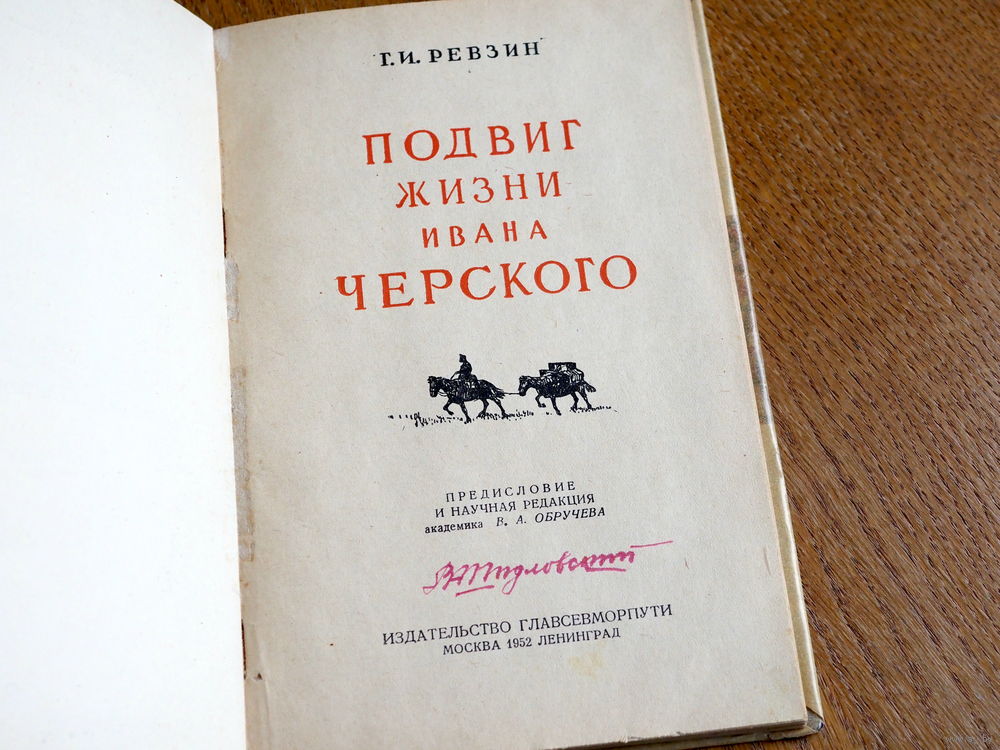 Г. И. РЕВЗИН
ПОДВИГ
ЖИЗНИ
ИВАНА
ЧЕРСКОГО
ПРЕДИСЛОВИЕ
И НАУЧНАЯ РЕДАКЦИЯ
академика В. А. ОБРУЧЕВА
ИЗДАТЕЛЬСТВО ГЛАВСЕВМОРПУТИ
МОСКВА 1952 ЛЕНИНГРАД